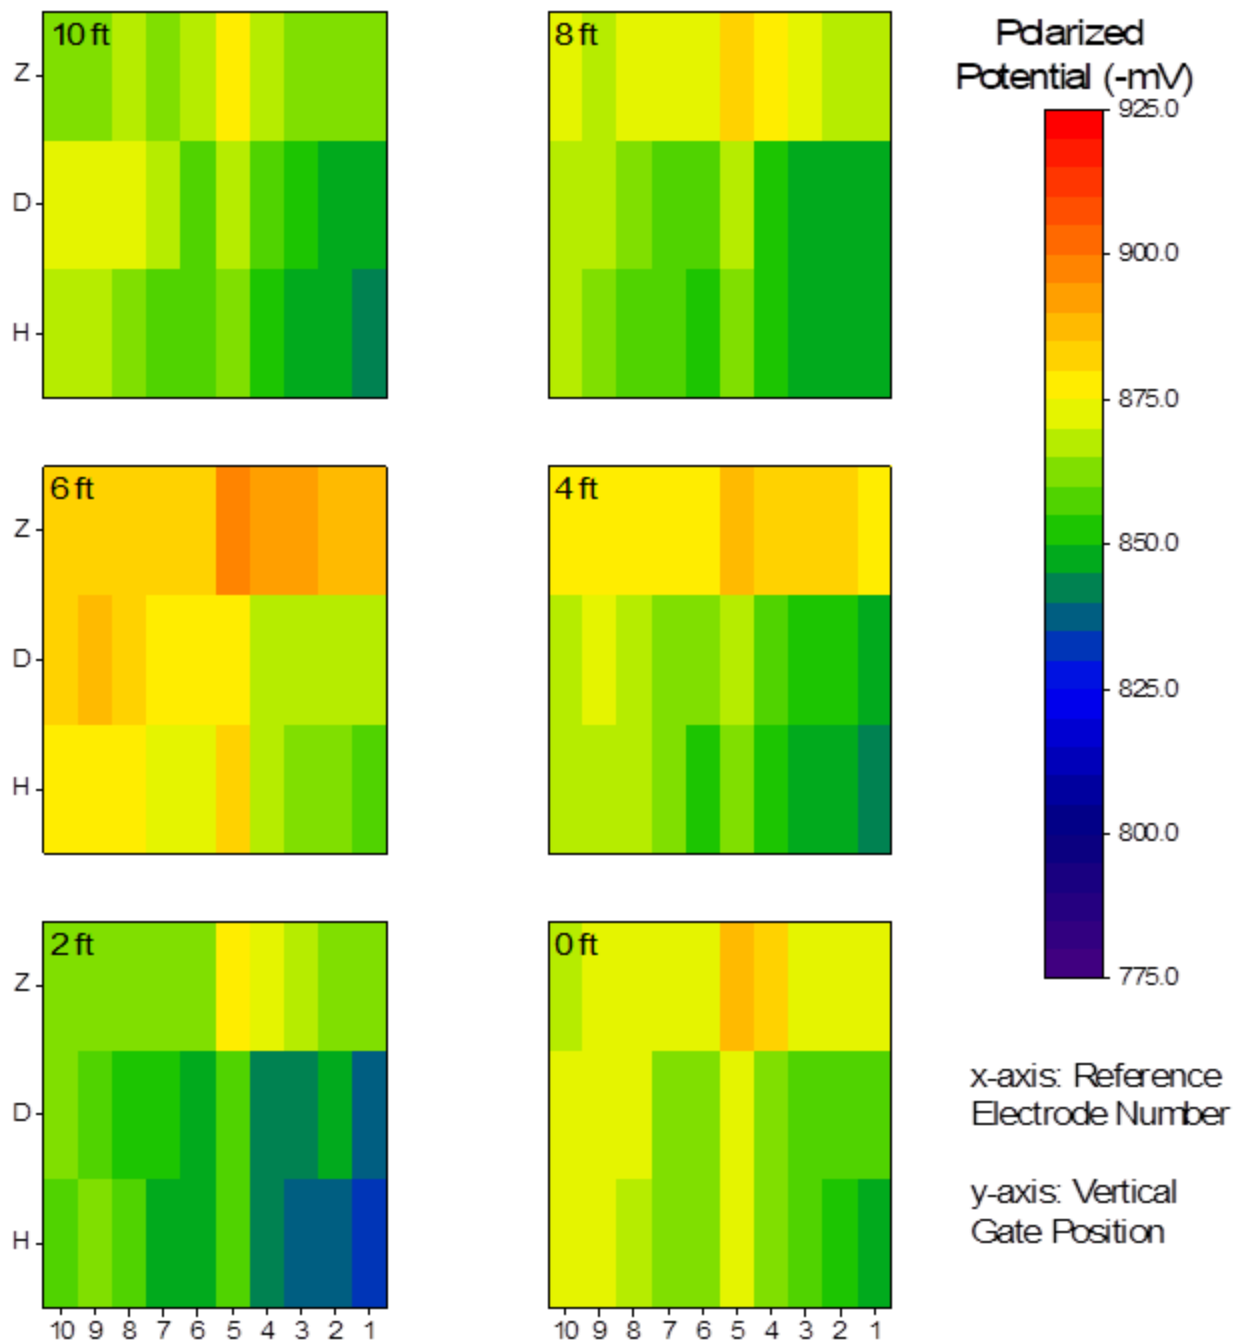 10 ft
8 ft
Polarized
Potential (-mV)
Z
D
H
925.0
900.0
875.0
850.0
825.0
800.0
775.0
6 ft
4 ft
Z
D
H
2 ft
0 ft
Z
D
H
10 9 8 7 6 5 4 3 2 1
10 9 8 7 6 5 4 3 2 1
x-axis: Reference
Electrode Number
y-axis: Vertical
Gate Position